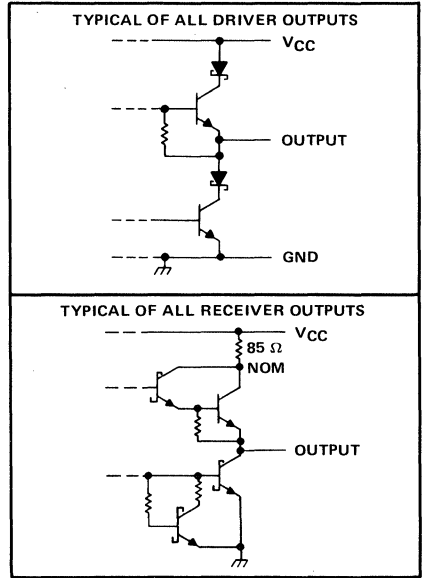 TYPICAL OF ALL DRIVER OUTPUTS
VCC
OUTPUT
GND
TYPICAL OF ALL RECEIVER OUTPUTS
VCC
85 Ω
NOM
OUTPUT